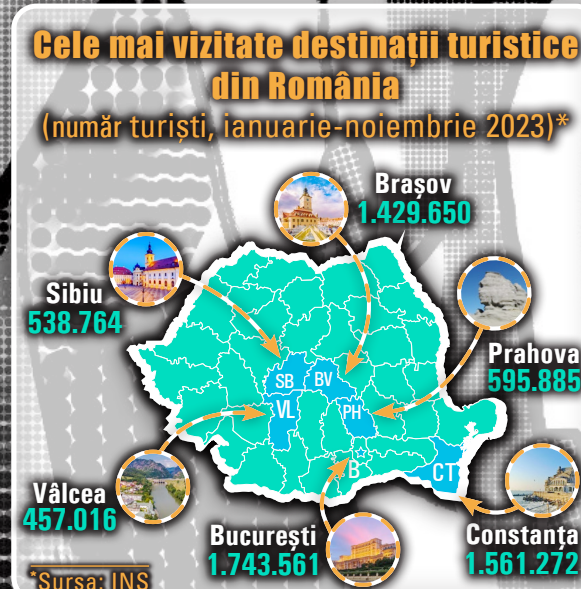 Cele mai vizitate destinații turistice
din România
(număr turiști, ianuarie-noiembrie 2023)*
Brașov
1.429.650
Sibiu
538.764
Prahova
595.885
SB
BV
VL
PH
B
CT
Vâlcea
457.016
București
1.743.561
Constanța
1.561.272
*Sursa: INS